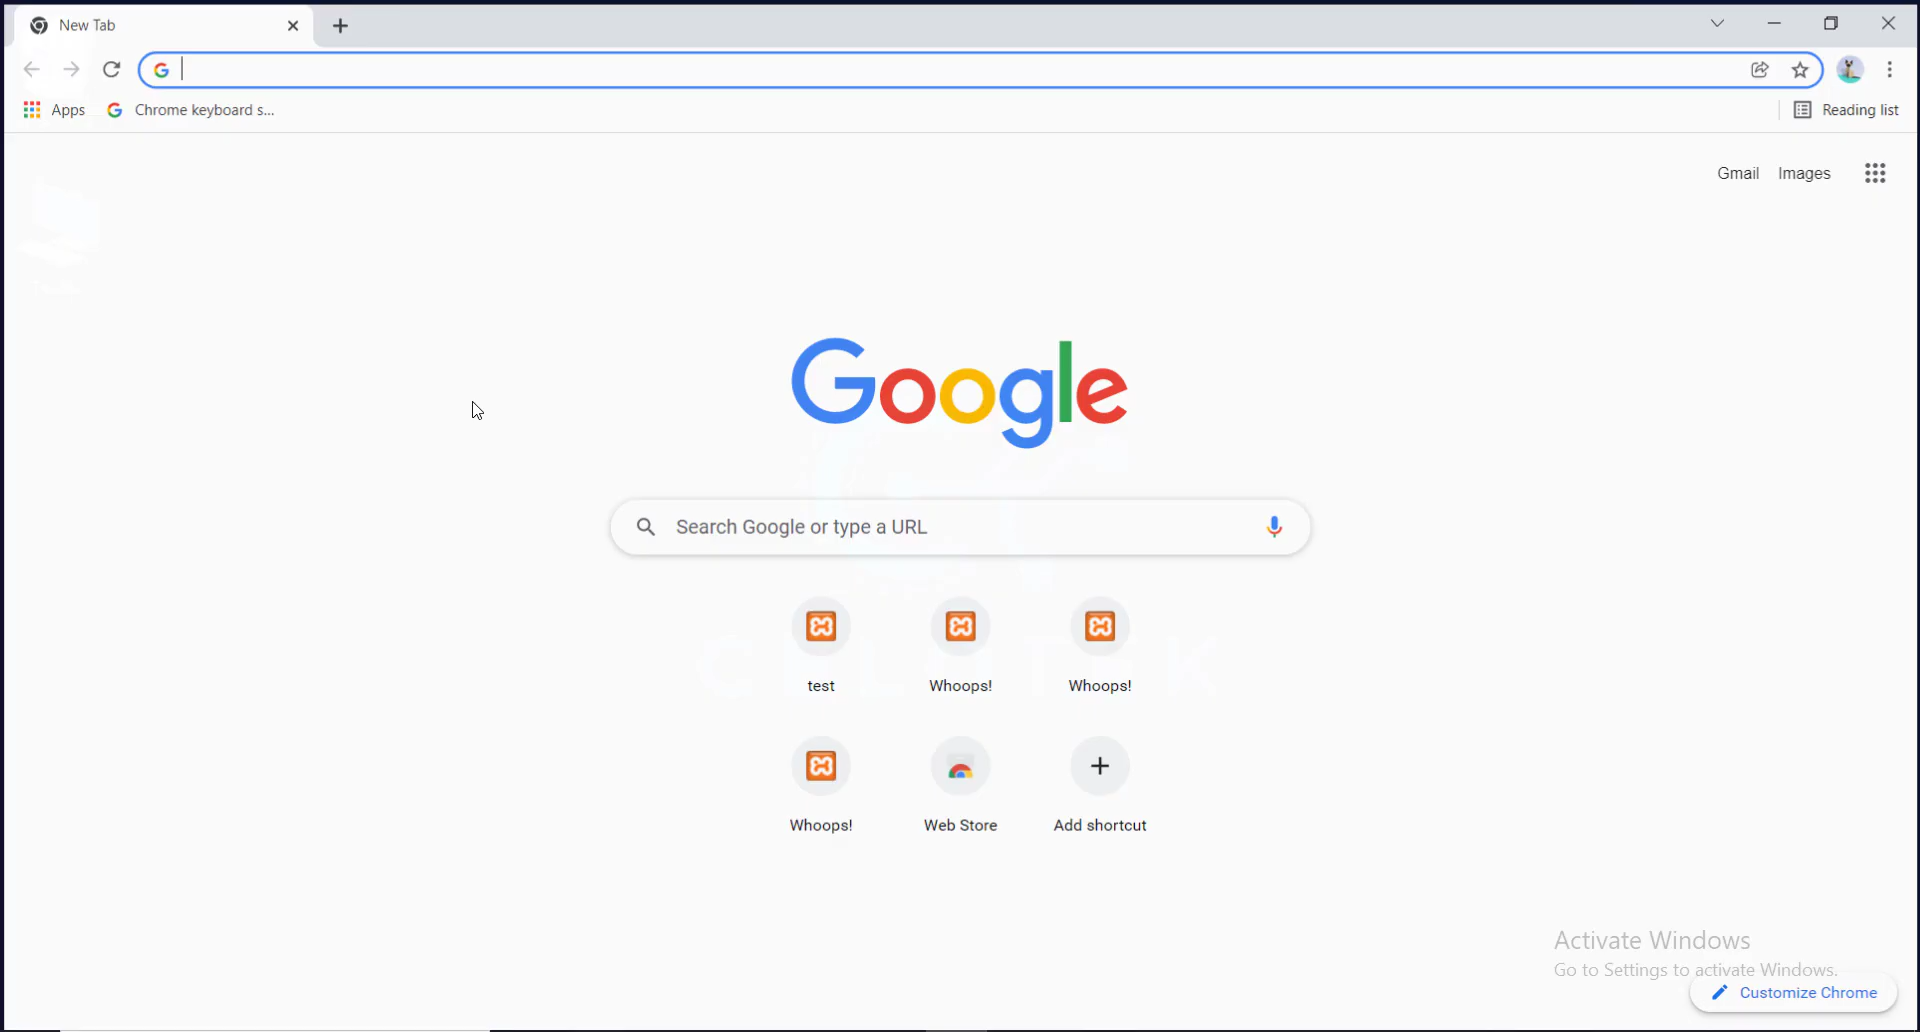 New Tab
Apps
Chrome keyboard s...
Reading list
Gmail Images
Google
Search Google or type a URL
test Whoops! Whoops!
Whoops! Web Store Add shortcut
Activate Windows
Go to Settings to activate Windows.
Customize Chrome